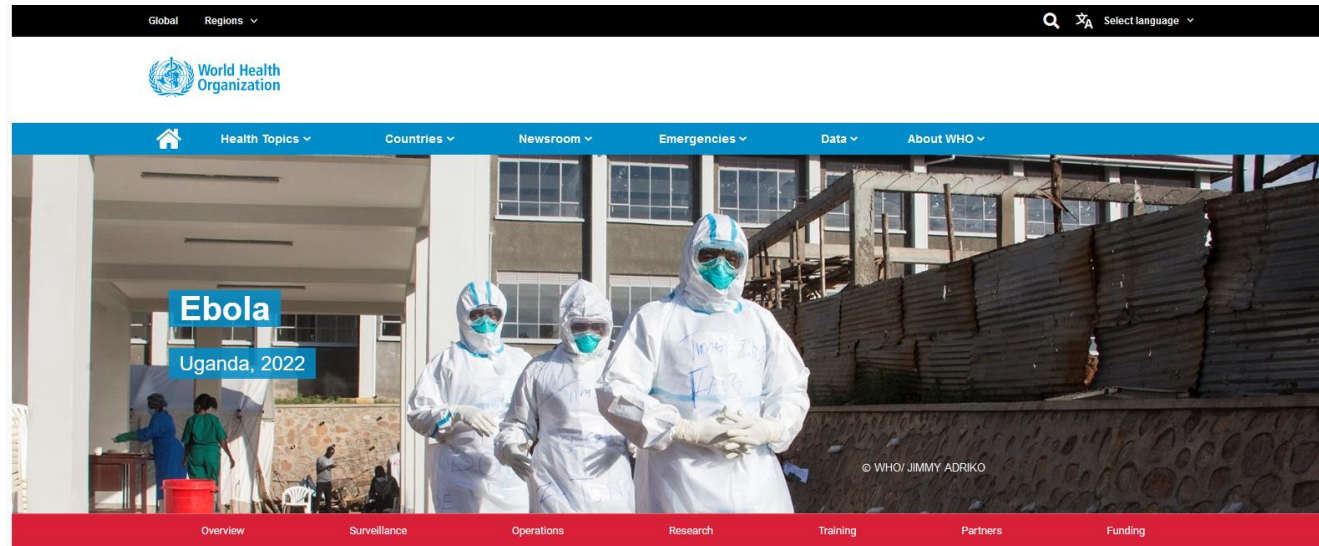 Global Regions Select language
World Health
Organization
Health Topics Countries Newsroom Emergencies Data About WHO
Ebola
Uganda, 2022
© WHO/ JIMMY ADRIKO
Overview Surveillance Operations Research Training Partners Funding